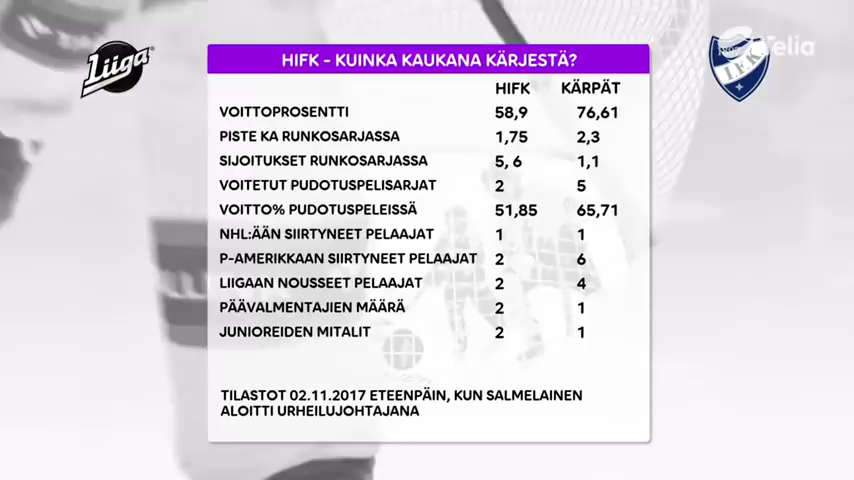 Liiga
Telia
I.F.K.
HIFK - KUINKA KAUKANA KÄRJESTÄ?
HIFK KÄRPÄT
VOITTOPROSENTTI 58,9 76,61
PISTE KA RUNKOSARJASSA 1,75 2,3
SIJOITUKSET RUNKOSARJASSA 5, 6 1,1
VOITETUT PUDOTUSPELISARJAT 2 5
VOITTO% PUDOTUSPELEISSÄ 51,85 65,71
NHL:ÄÄN SIIRTYNEET PELAAJAT 1 1
P-AMERIKKAAN SIIRTYNEET PELAAJAT 2 6
LIIGAAN NOUSSEET PELAAJAT 2 4
PÄÄVALMENTAJIEN MÄÄRÄ 2 1
JUNIOREIDEN MITALIT 2 1
TILASTOT 02.11.2017 ETEENPÄIN, KUN SALMELAINEN
ALOITTI URHEILUJOHTAJANA